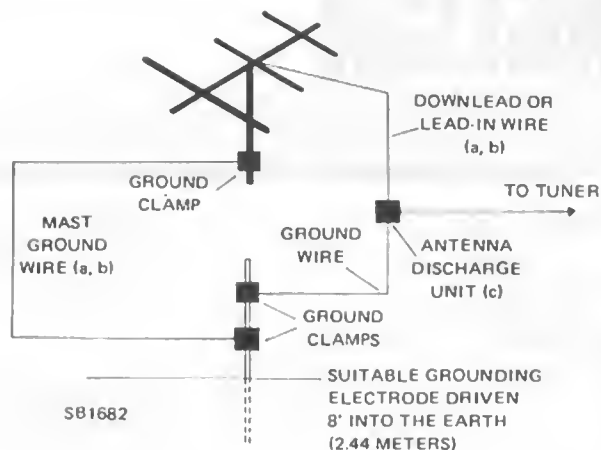 DOWNLEAD OR
LEAD-IN WIRE
(a, b)
GROUND
CLAMP
TO TUNER
MAST
GROUND
WIRE (a, b)
GROUND
WIRE
ANTENNA
DISCHARGE
UNIT (c)
GROUND
CLAMPS
SUITABLE GROUNDING
ELECTRODE DRIVEN
8' INTO THE EARTH
(2.44 METERS)
SB1682